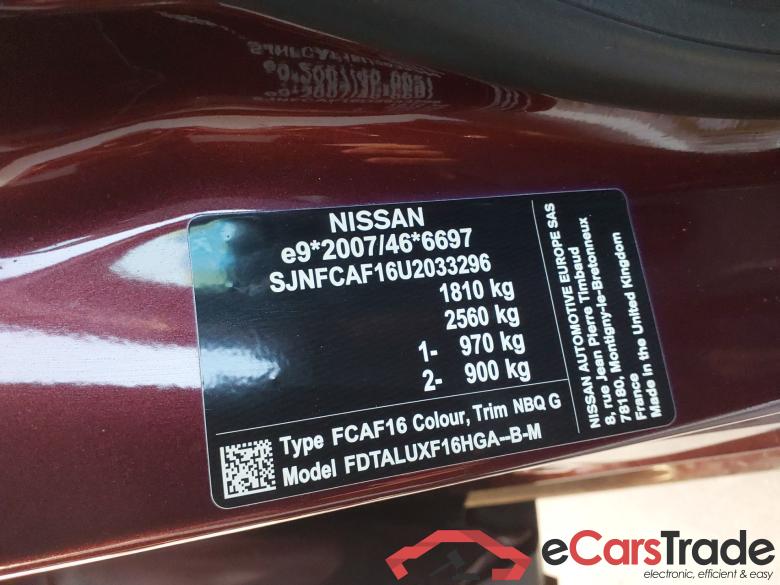 NISSAN
e9*2007/46*6697
SJNFCAF16U2033296
1810 kg
2560 kg
1- 970 kg
2- 900 kg
Type FCAF16 Colour, Trim NBQ G
Model FDTALUXF16HGA--B-M
NISSAN AUTOMOTIVE EUROPE SAS
8, rue Jean Pierre Timbaud
78180, Montigny-le-Bretonneux
France
Made in the United Kingdom
eCarsTrade
electronic, efficient & easy